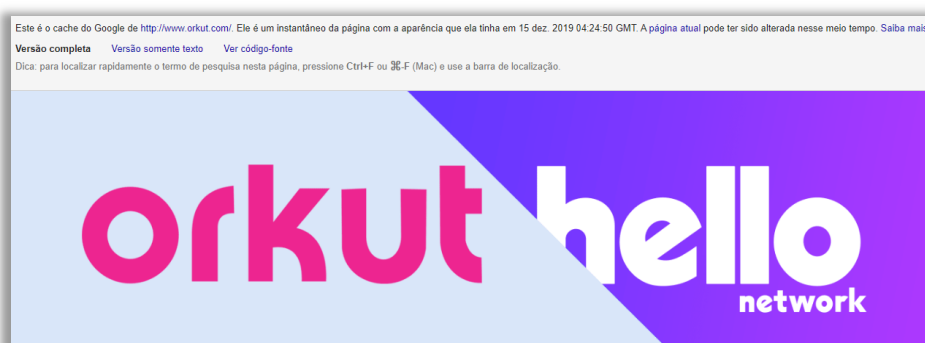 Este é o cache do Google de http://www.orkut.com/. Ele é um instantâneo da página com a aparência que ela tinha em 15 dez. 2019 04:24:50 GMT. A página atual pode ter sido alterada nesse meio tempo. Saiba mais
Versão completa Versão somente texto Ver código-fonte
Dica: para localizar rapidamente o termo de pesquisa nesta página, pressione Ctrl+F ou ⌘-F (Mac) e use a barra de localização.
orkut hello
network